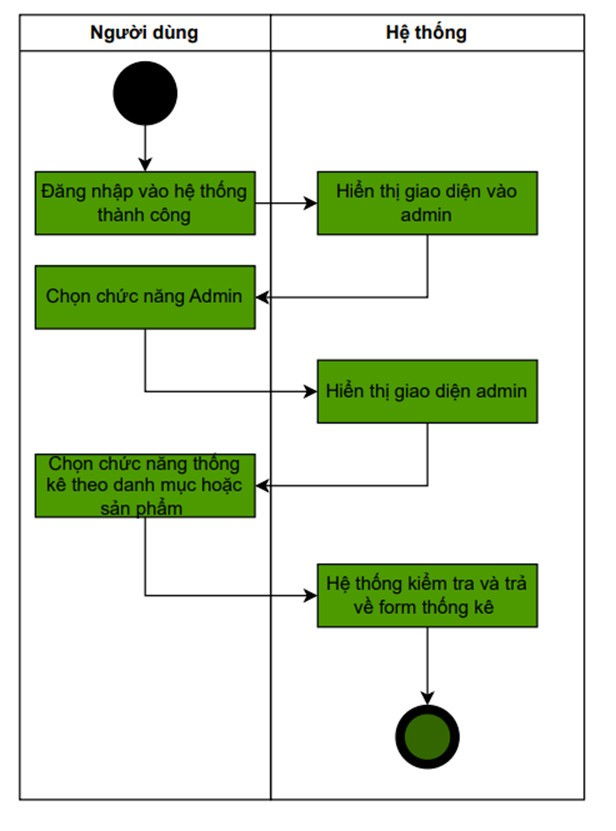 Người dùng
Hệ thống
Đăng nhập vào hệ thống
thành công
Hiển thị giao diện vào
admin
Chọn chức năng Admin
Hiển thị giao diện admin
Chọn chức năng thống
kê theo danh mục hoặc
sản phẩm
Hệ thống kiểm tra và trả
về form thống kê